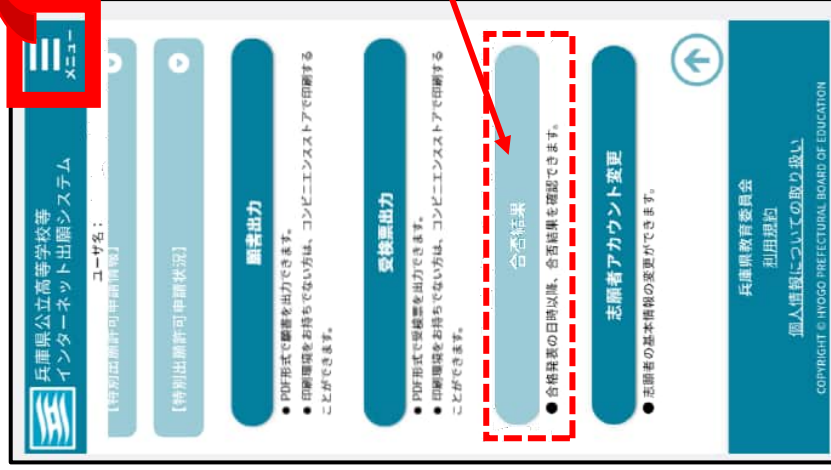 兵庫県公立高等学校等
インターネット出願システム
メニュー
ユーザ名：
【特別出願許可申請情報】
【特別出願許可申請状況】
願書出力
● PDF形式で願書を出力できます。
● 印刷環境をお持ちでない方は、コンビニエンスストアで印刷する
ことができます。
受検票出力
● PDF形式で受検票を出力できます。
● 印刷環境をお持ちでない方は、コンビニエンスストアで印刷する
ことができます。
合否結果
● 合格発表の日時以降、合否結果を確認できます。
志願者アカウント変更
● 志願者の基本情報の変更ができます。
兵庫県教育委員会
利用規約
個人情報についての取り扱い
COPYRIGHT © HYOGO PREFECTURAL BOARD OF EDUCATION